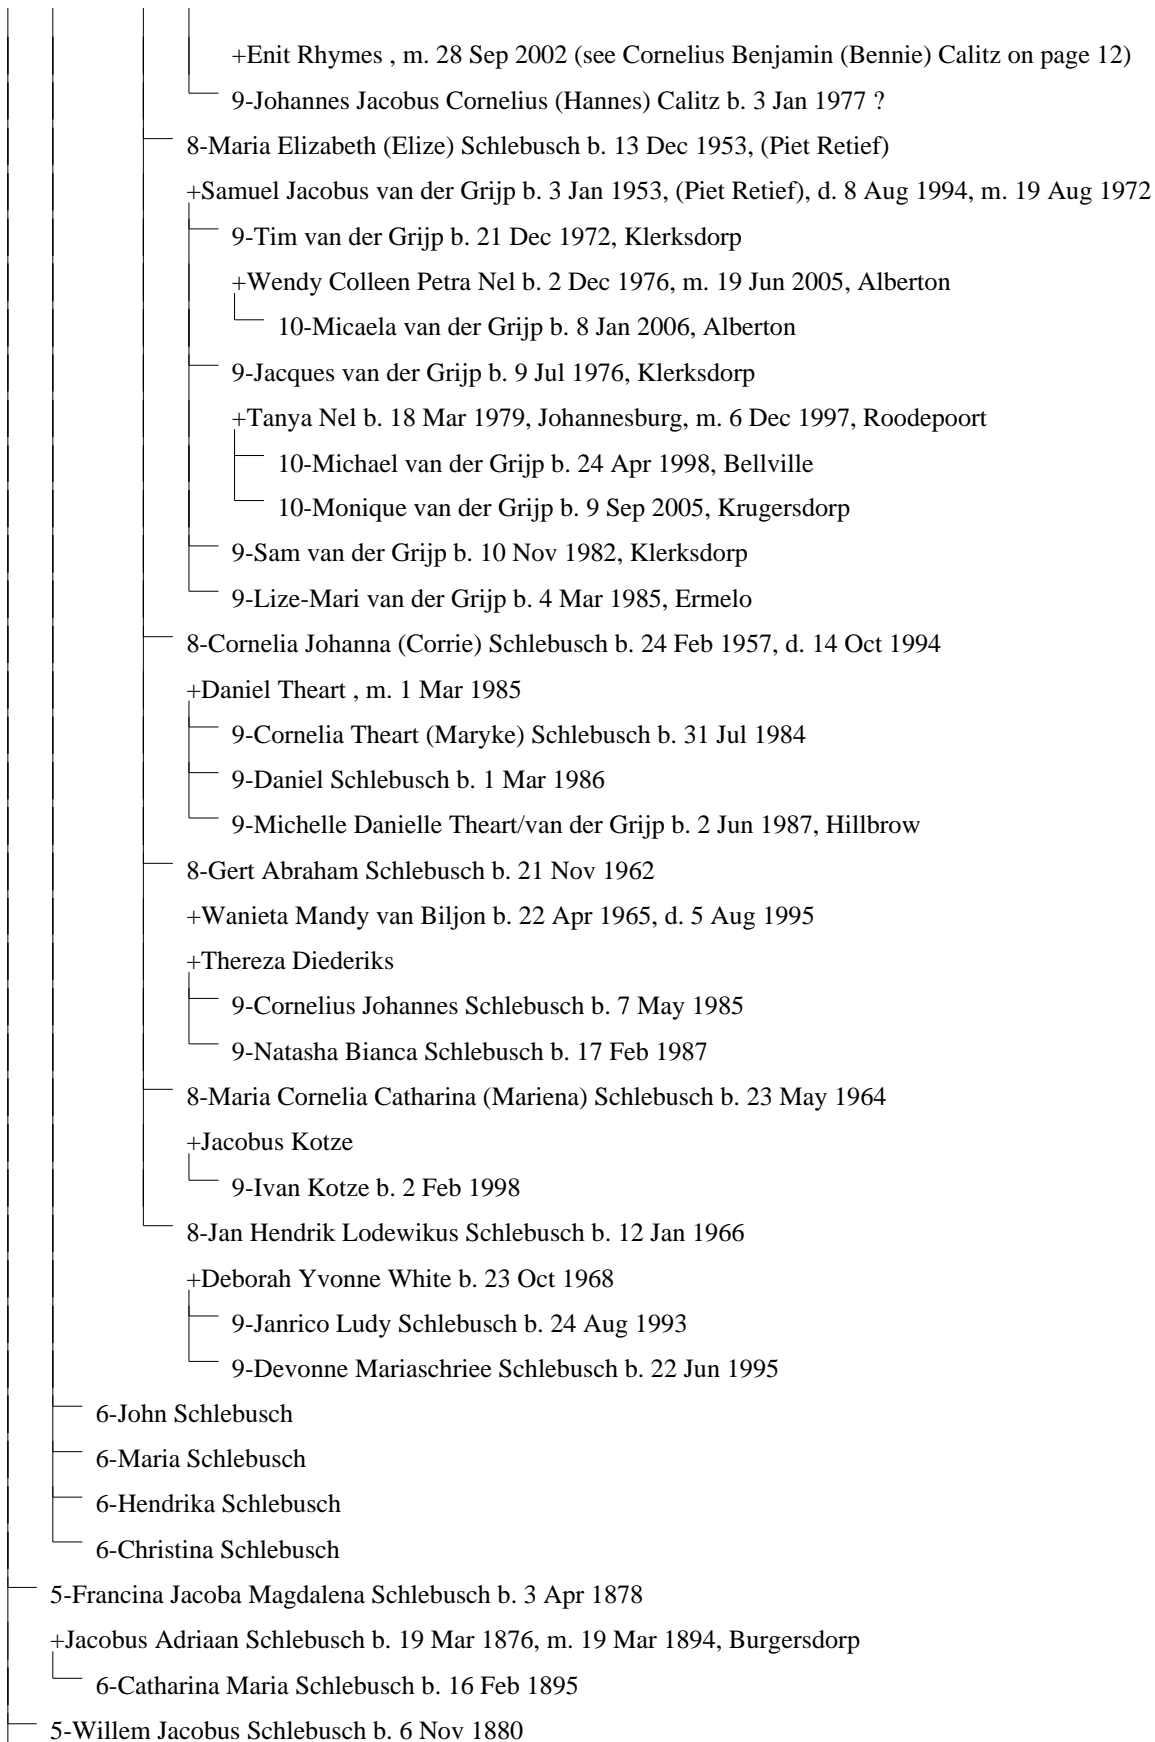 +Enit Rhymes , m. 28 Sep 2002 (see Cornelius Benjamin (Bennie) Calitz on page 12)
9-Johannes Jacobus Cornelius (Hannes) Calitz b. 3 Jan 1977 ?
8-Maria Elizabeth (Elize) Schlebusch b. 13 Dec 1953, (Piet Retief)
+Samuel Jacobus van der Grijp b. 3 Jan 1953, (Piet Retief), d. 8 Aug 1994, m. 19 Aug 1972
9-Tim van der Grijp b. 21 Dec 1972, Klerksdorp
+Wendy Colleen Petra Nel b. 2 Dec 1976, m. 19 Jun 2005, Alberton
10-Micaela van der Grijp b. 8 Jan 2006, Alberton
9-Jacques van der Grijp b. 9 Jul 1976, Klerksdorp
+Tanya Nel b. 18 Mar 1979, Johannesburg, m. 6 Dec 1997, Roodepoort
10-Michael van der Grijp b. 24 Apr 1998, Bellville
10-Monique van der Grijp b. 9 Sep 2005, Krugersdorp
9-Sam van der Grijp b. 10 Nov 1982, Klerksdorp
9-Lize-Mari van der Grijp b. 4 Mar 1985, Ermelo
8-Cornelia Johanna (Corrie) Schlebusch b. 24 Feb 1957, d. 14 Oct 1994
+Daniel Theart , m. 1 Mar 1985
9-Cornelia Theart (Maryke) Schlebusch b. 31 Jul 1984
9-Daniel Schlebusch b. 1 Mar 1986
9-Michelle Danielle Theart/van der Grijp b. 2 Jun 1987, Hillbrow
8-Gert Abraham Schlebusch b. 21 Nov 1962
+Wanieta Mandy van Biljon b. 22 Apr 1965, d. 5 Aug 1995
+Thereza Diederiks
9-Cornelius Johannes Schlebusch b. 7 May 1985
9-Natasha Bianca Schlebusch b. 17 Feb 1987
8-Maria Cornelia Catharina (Mariena) Schlebusch b. 23 May 1964
+Jacobus Kotze
9-Ivan Kotze b. 2 Feb 1998
8-Jan Hendrik Lodewikus Schlebusch b. 12 Jan 1966
+Deborah Yvonne White b. 23 Oct 1968
9-Janrico Ludy Schlebusch b. 24 Aug 1993
9-Devonne Mariaschriee Schlebusch b. 22 Jun 1995
6-John Schlebusch
6-Maria Schlebusch
6-Hendrika Schlebusch
6-Christina Schlebusch
5-Francina Jacoba Magdalena Schlebusch b. 3 Apr 1878
+Jacobus Adriaan Schlebusch b. 19 Mar 1876, m. 19 Mar 1894, Burgersdorp
6-Catharina Maria Schlebusch b. 16 Feb 1895
5-Willem Jacobus Schlebusch b. 6 Nov 1880